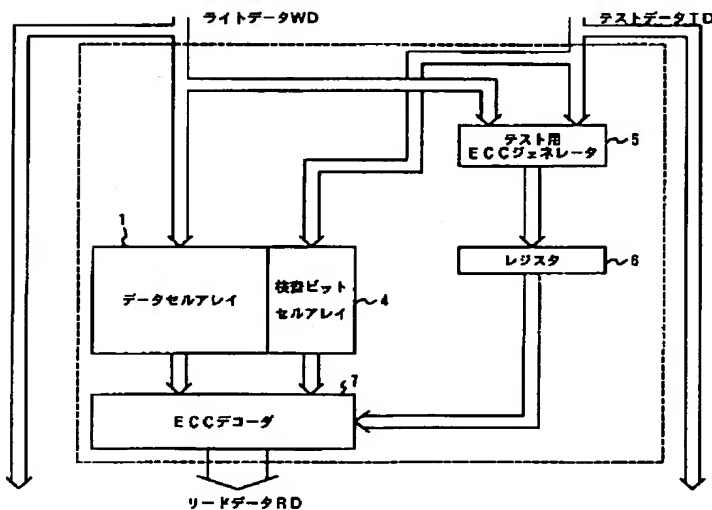 ライトデータWD
テストデータTD
テスト用
ECCジェネレータ
5
1
データセルアレイ
検査ビット
セルアレイ
4
レジスタ
6
7
ECCデコーダ
リードデータRD